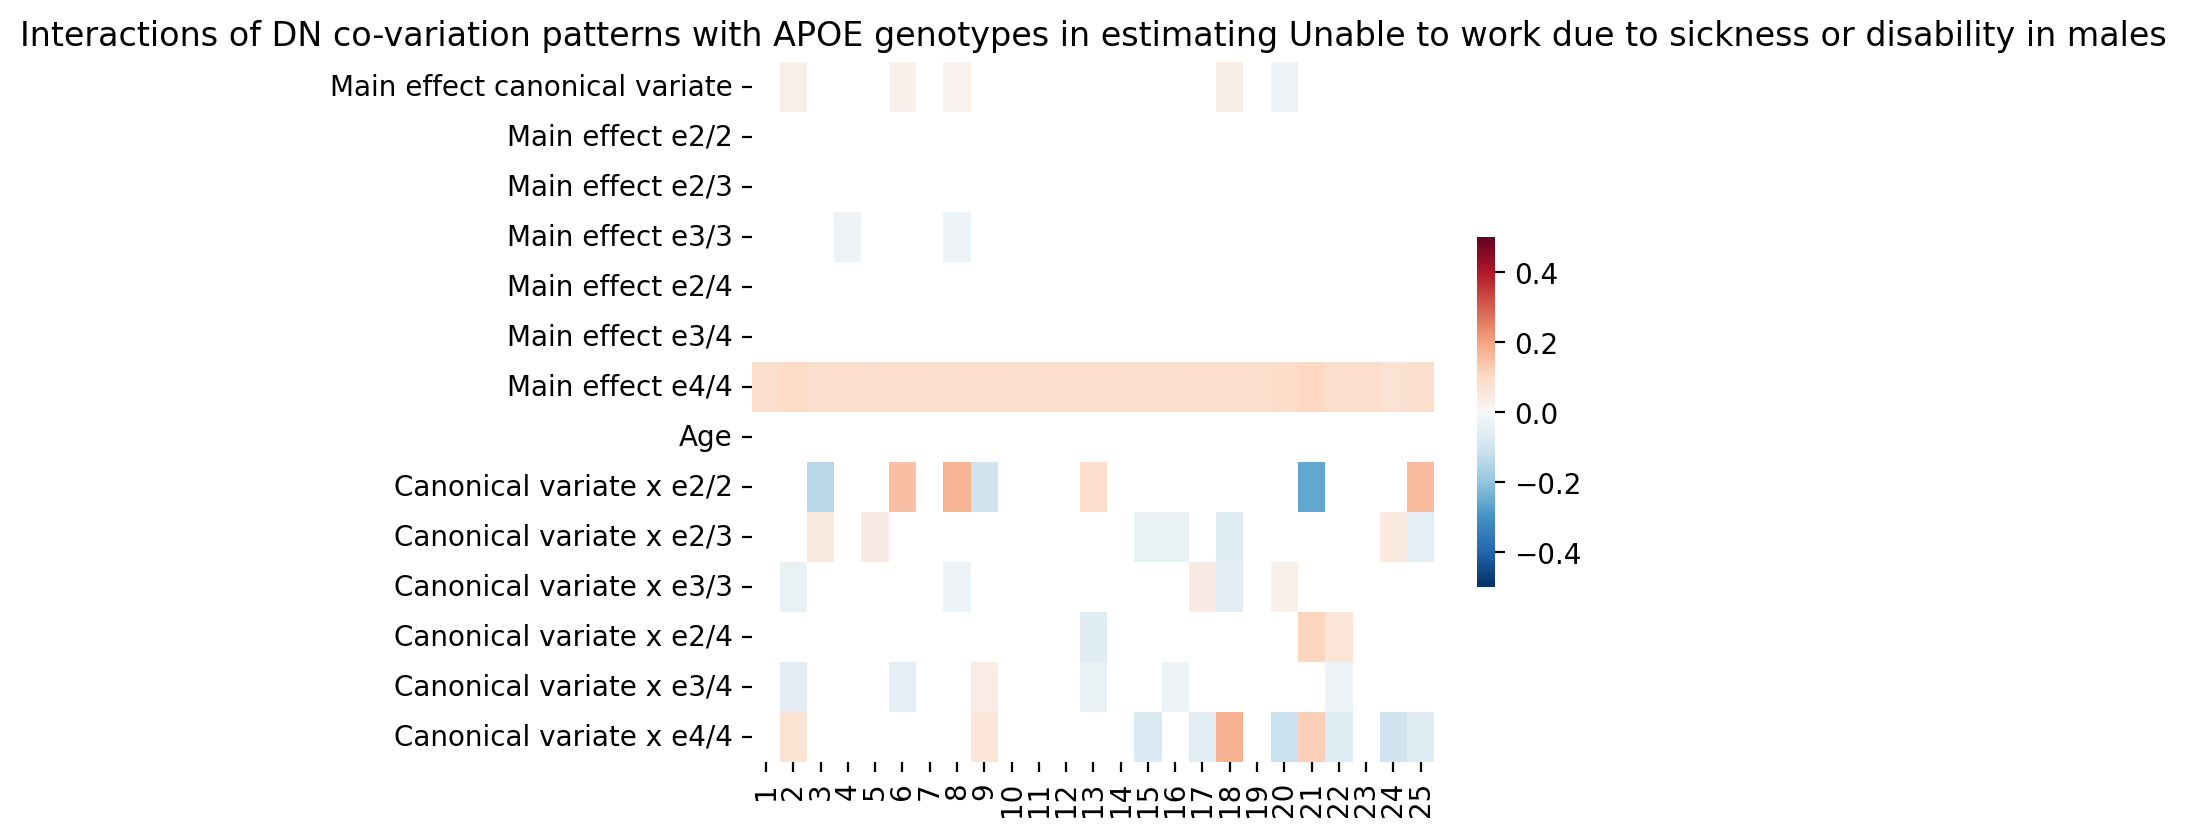 Interactions of DN co-variation patterns with APOE genotypes in estimating Unable to work due to sickness or disability in males
Main effect canonical variate
Main effect e2/2
Main effect e2/3
Main effect e3/3
Main effect e2/4
Main effect e3/4
Main effect e4/4
Age
Canonical variate x e2/2
Canonical variate x e2/3
Canonical variate x e3/3
Canonical variate x e2/4
Canonical variate x e3/4
Canonical variate x e4/4
1 2 3 4 5 6 7 8 9 10 11 12 13 14 15 16 17 18 19 20 21 22 23 24 25
0.4
0.2
0.0
−0.2
−0.4